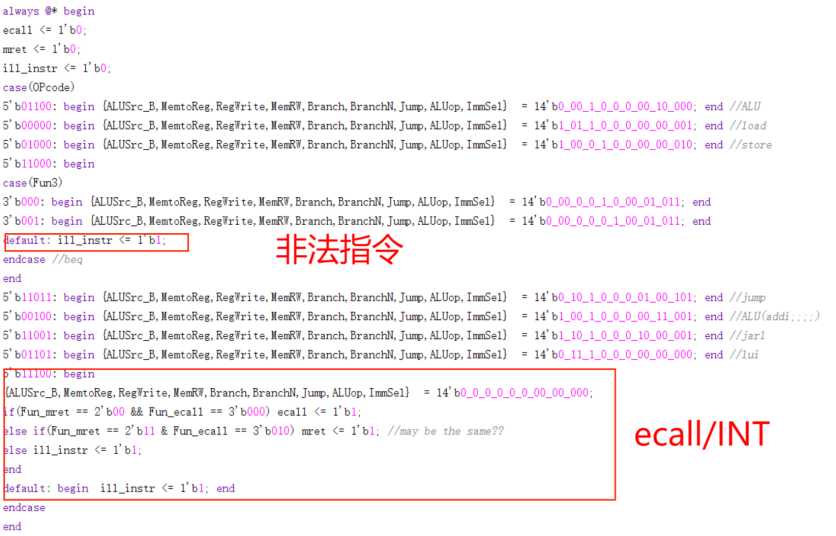 always @* begin
ecall <= 1'b0;
mret <= 1'b0;
ill_instr <= 1'b0;
case(OPcode)
5'b01100: begin {ALUSrc_B,MemtoReg,RegWrite,MemRW,Branch,BranchN,Jump,ALUop,ImmSel} = 14'b0_00_1_0_0_0_00_10_000; end //ALU
5'b00000: begin {ALUSrc_B,MemtoReg,RegWrite,MemRW,Branch,BranchN,Jump,ALUop,ImmSel} = 14'b1_01_1_0_0_0_00_00_001; end //load
5'b01000: begin {ALUSrc_B,MemtoReg,RegWrite,MemRW,Branch,BranchN,Jump,ALUop,ImmSel} = 14'b1_00_0_1_0_0_00_00_010; end //store
5'b11000: begin
case(Fun3)
3'b000: begin {ALUSrc_B,MemtoReg,RegWrite,MemRW,Branch,BranchN,Jump,ALUop,ImmSel} = 14'b0_00_0_0_1_0_00_01_011; end
3'b001: begin {ALUSrc_B,MemtoReg,RegWrite,MemRW,Branch,BranchN,Jump,ALUop,ImmSel} = 14'b0_00_0_0_0_1_00_01_011; end
default: ill_instr <= 1'b1;
非法指令
endcase //beq
end
5'b11011: begin {ALUSrc_B,MemtoReg,RegWrite,MemRW,Branch,BranchN,Jump,ALUop,ImmSel} = 14'b0_10_1_0_0_0_01_00_101; end //jump
5'b00100: begin {ALUSrc_B,MemtoReg,RegWrite,MemRW,Branch,BranchN,Jump,ALUop,ImmSel} = 14'b1_00_1_0_0_0_00_11_001; end //ALU(addi;;;;)
5'b11001: begin {ALUSrc_B,MemtoReg,RegWrite,MemRW,Branch,BranchN,Jump,ALUop,ImmSel} = 14'b1_10_1_0_0_0_10_00_001; end //jarl
5'b01101: begin {ALUSrc_B,MemtoReg,RegWrite,MemRW,Branch,BranchN,Jump,ALUop,ImmSel} = 14'b0_11_1_0_0_0_00_00_000; end //lui
5'b11100: begin
{ALUSrc_B,MemtoReg,RegWrite,MemRW,Branch,BranchN,Jump,ALUop,ImmSel} = 14'b0_0_0_0_0_0_00_00_000;
if(Fun_mret == 2'b00 && Fun_ecall == 3'b000) ecall <= 1'b1;
else if(Fun_mret == 2'b11 & Fun_ecall == 3'b010) mret <= 1'b1; //may be the same??
else ill_instr <= 1'b1;
ecall/INT
end
default: begin ill_instr <= 1'b1; end
endcase
end